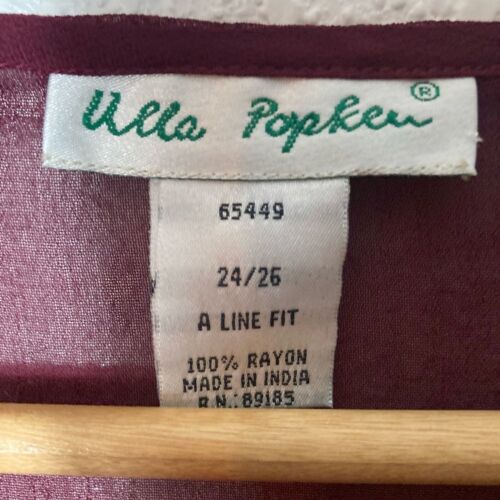 Ulla Popken®
65449
24/26
A LINE FIT
100% RAYON
MADE IN INDIA
R.N.: 89185